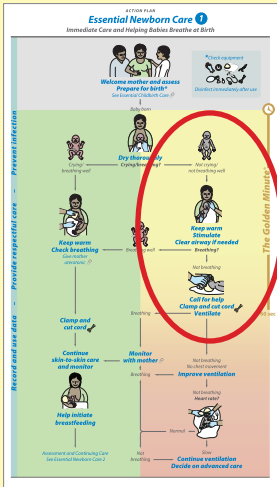 ACTION PLAN
Essential Newborn Care 1
Immediate Care and Helping Babies Breathe at Birth
Welcome mother and assess
Prepare for birth*
See Essential Childbirth Care
*Check equipment
Disinfect immediately after use
Baby born
Dry thoroughly
Crying/breathing?
Crying/
breathing well
Not crying/
not breathing well
Keep warm
Check breathing
Give mother
uterotonic
Breathing well
Keep warm
Stimulate
Clear airway if needed
Breathing?
Not breathing
Call for help
Clamp and cut cord
Ventilate
Breathing
60 sec
Clamp and
cut cord
Continue
skin-to-skin care
and monitor
Monitor
with mother
Not breathing
No chest movement
Breathing
Improve ventilation
Not breathing
Heart rate?
Help initiate
breastfeeding
Normal
Slow
Assessment and Continuing Care
See Essential Newborn Care 2
Not
breathing
Continue ventilation
Decide on advanced care
Record and use data - Provide respectful care - Prevent infection
The Golden Minute